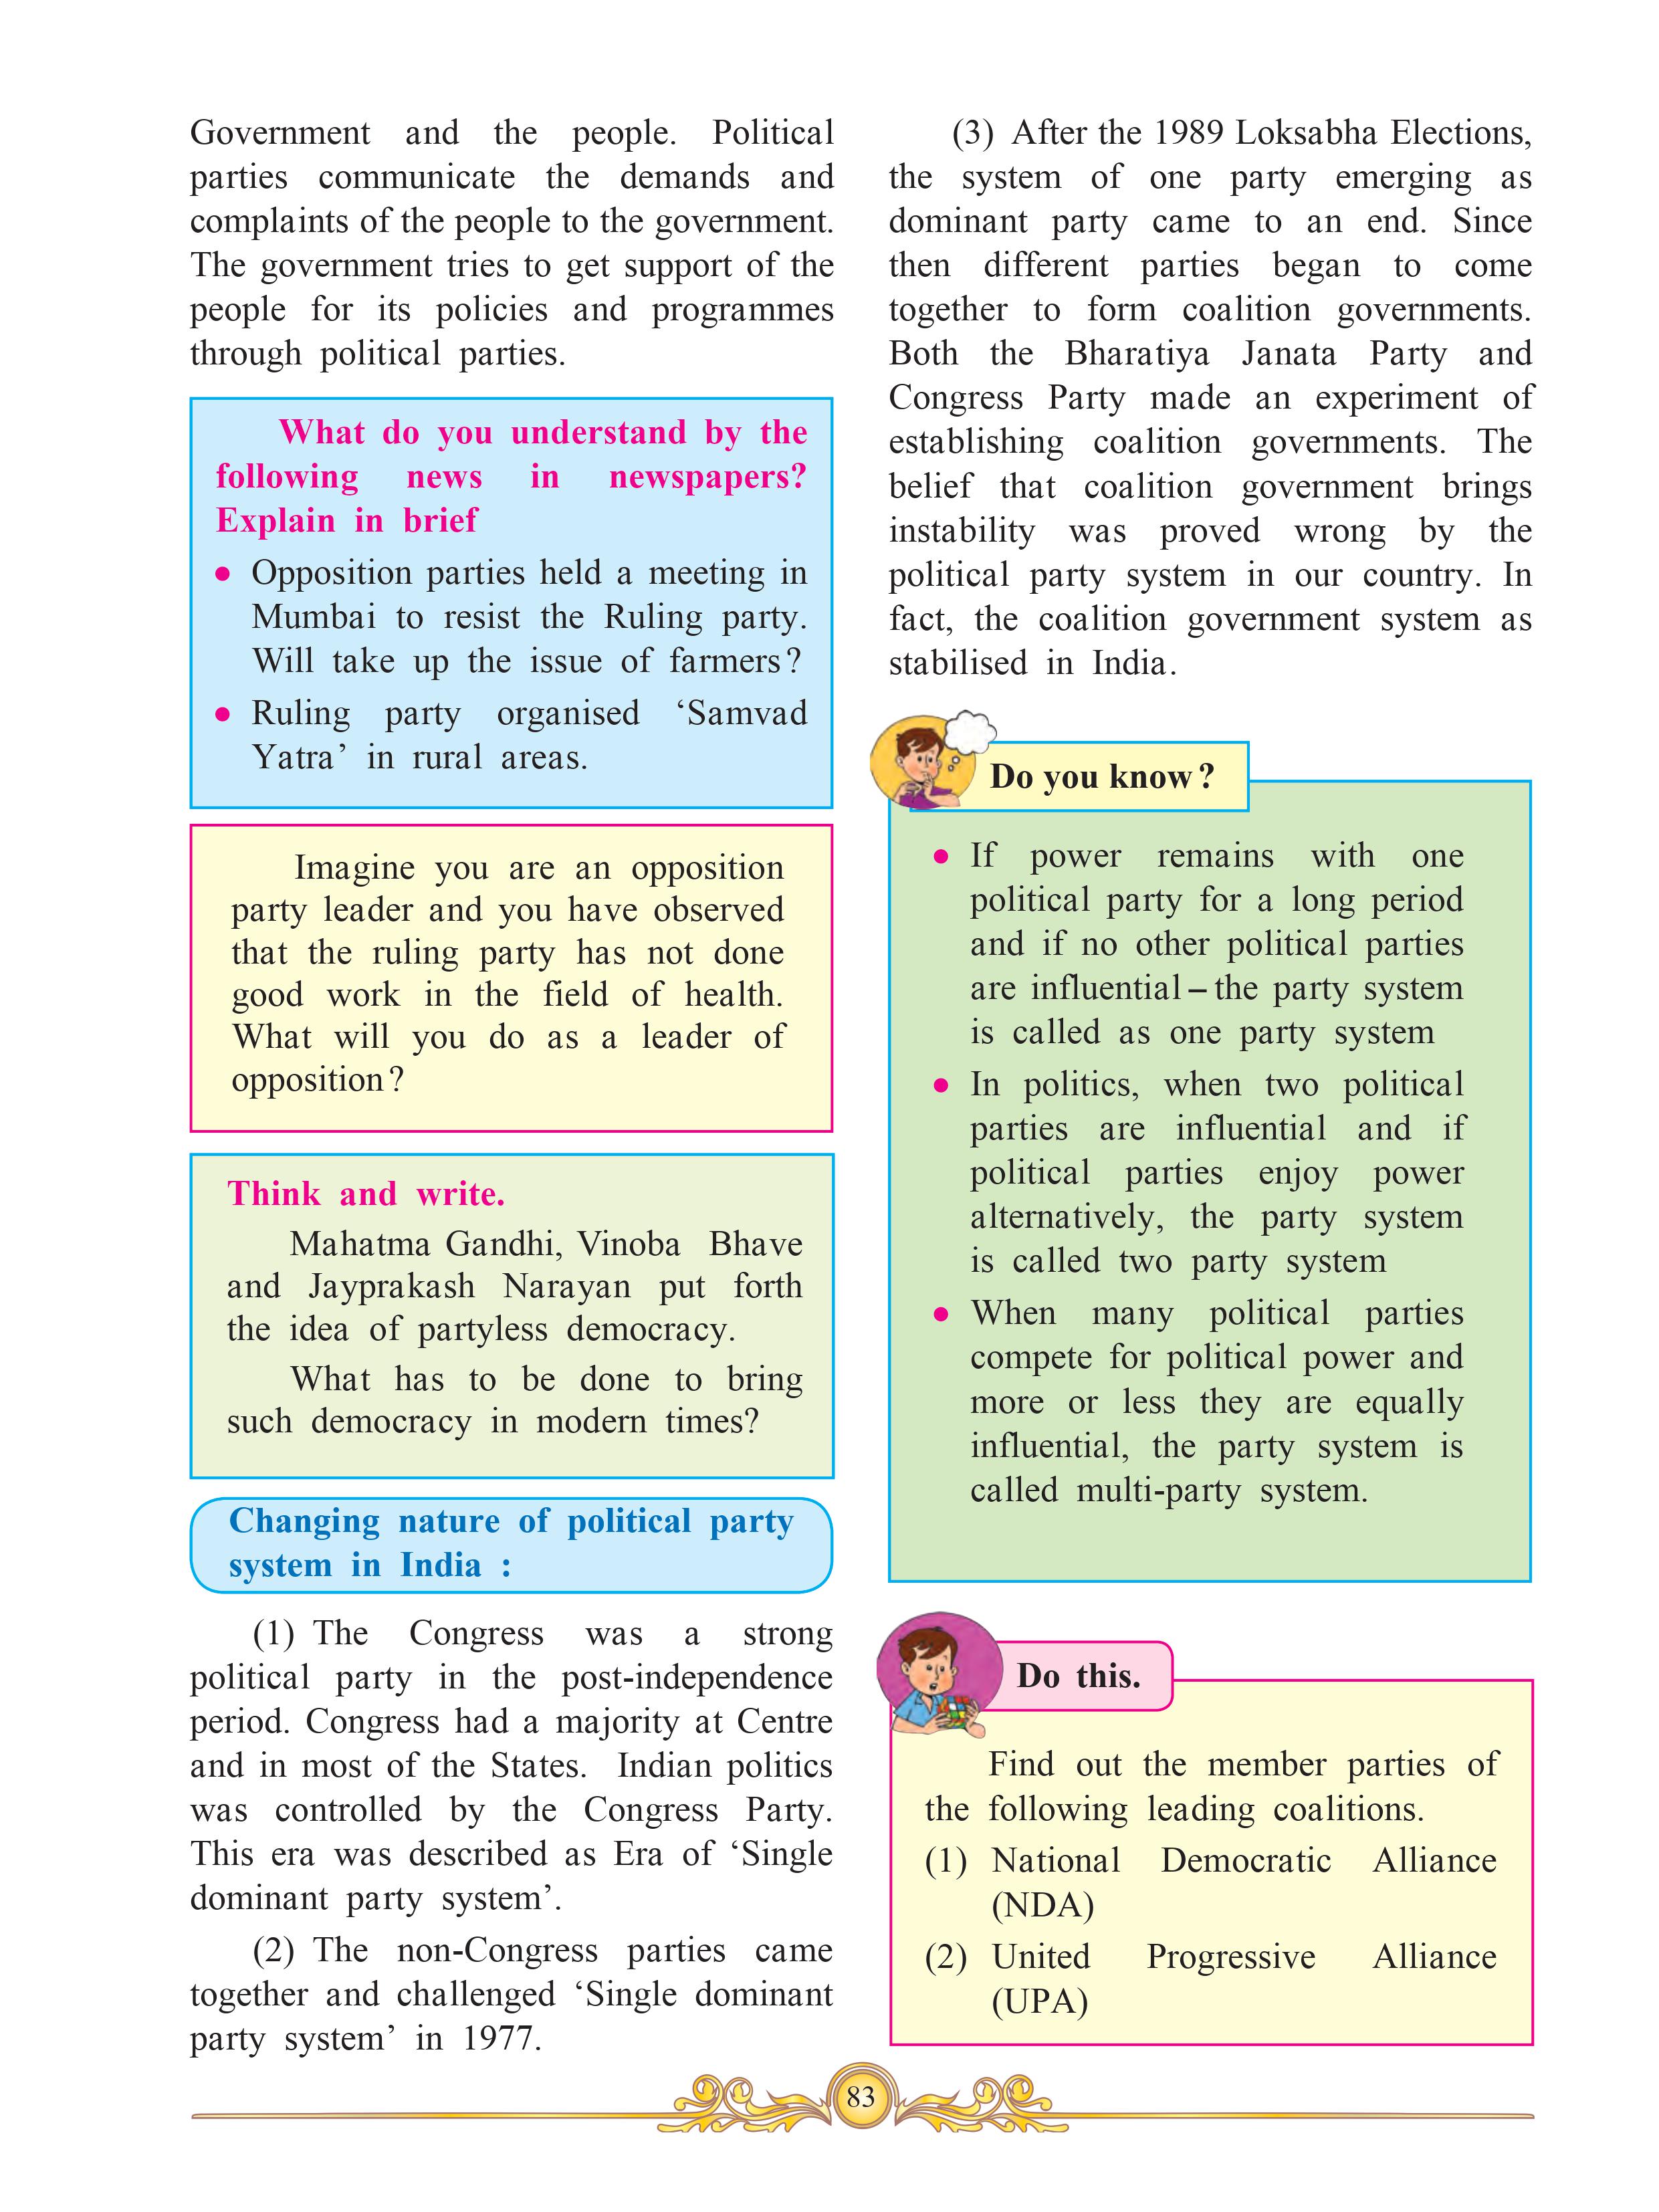 Government and the people. Political
parties communicate the demands and
complaints of the people to the government.
The government tries to get support of the
people for its policies and programmes
through political parties.
What do you understand by the
following news in newspapers?
Explain in brief
• Opposition parties held a meeting in
Mumbai to resist the Ruling party.
Will take up the issue of farmers?
• Ruling party organised ‘Samvad
Yatra’ in rural areas.
Imagine you are an opposition
party leader and you have observed
that the ruling party has not done
good work in the field of health.
What will you do as a leader of
opposition?
Think and write.
Mahatma Gandhi, Vinoba Bhave
and Jayprakash Narayan put forth
the idea of partyless democracy.
What has to be done to bring
such democracy in modern times?
Changing nature of political party
system in India :
(1) The Congress was a strong
political party in the post-independence
period. Congress had a majority at Centre
and in most of the States. Indian politics
was controlled by the Congress Party.
This era was described as Era of ‘Single
dominant party system’.
(2) The non-Congress parties came
together and challenged ‘Single dominant
party system’ in 1977.
(3) After the 1989 Loksabha Elections,
the system of one party emerging as
dominant party came to an end. Since
then different parties began to come
together to form coalition governments.
Both the Bharatiya Janata Party and
Congress Party made an experiment of
establishing coalition governments. The
belief that coalition government brings
instability was proved wrong by the
political party system in our country. In
fact, the coalition government system as
stabilised in India.
Do you know?
• If power remains with one
political party for a long period
and if no other political parties
are influential – the party system
is called as one party system
• In politics, when two political
parties are influential and if
political parties enjoy power
alternatively, the party system
is called two party system
• When many political parties
compete for political power and
more or less they are equally
influential, the party system is
called multi-party system.
Do this.
Find out the member parties of
the following leading coalitions.
(1) National Democratic Alliance
(NDA)
(2) United Progressive Alliance
(UPA)
83